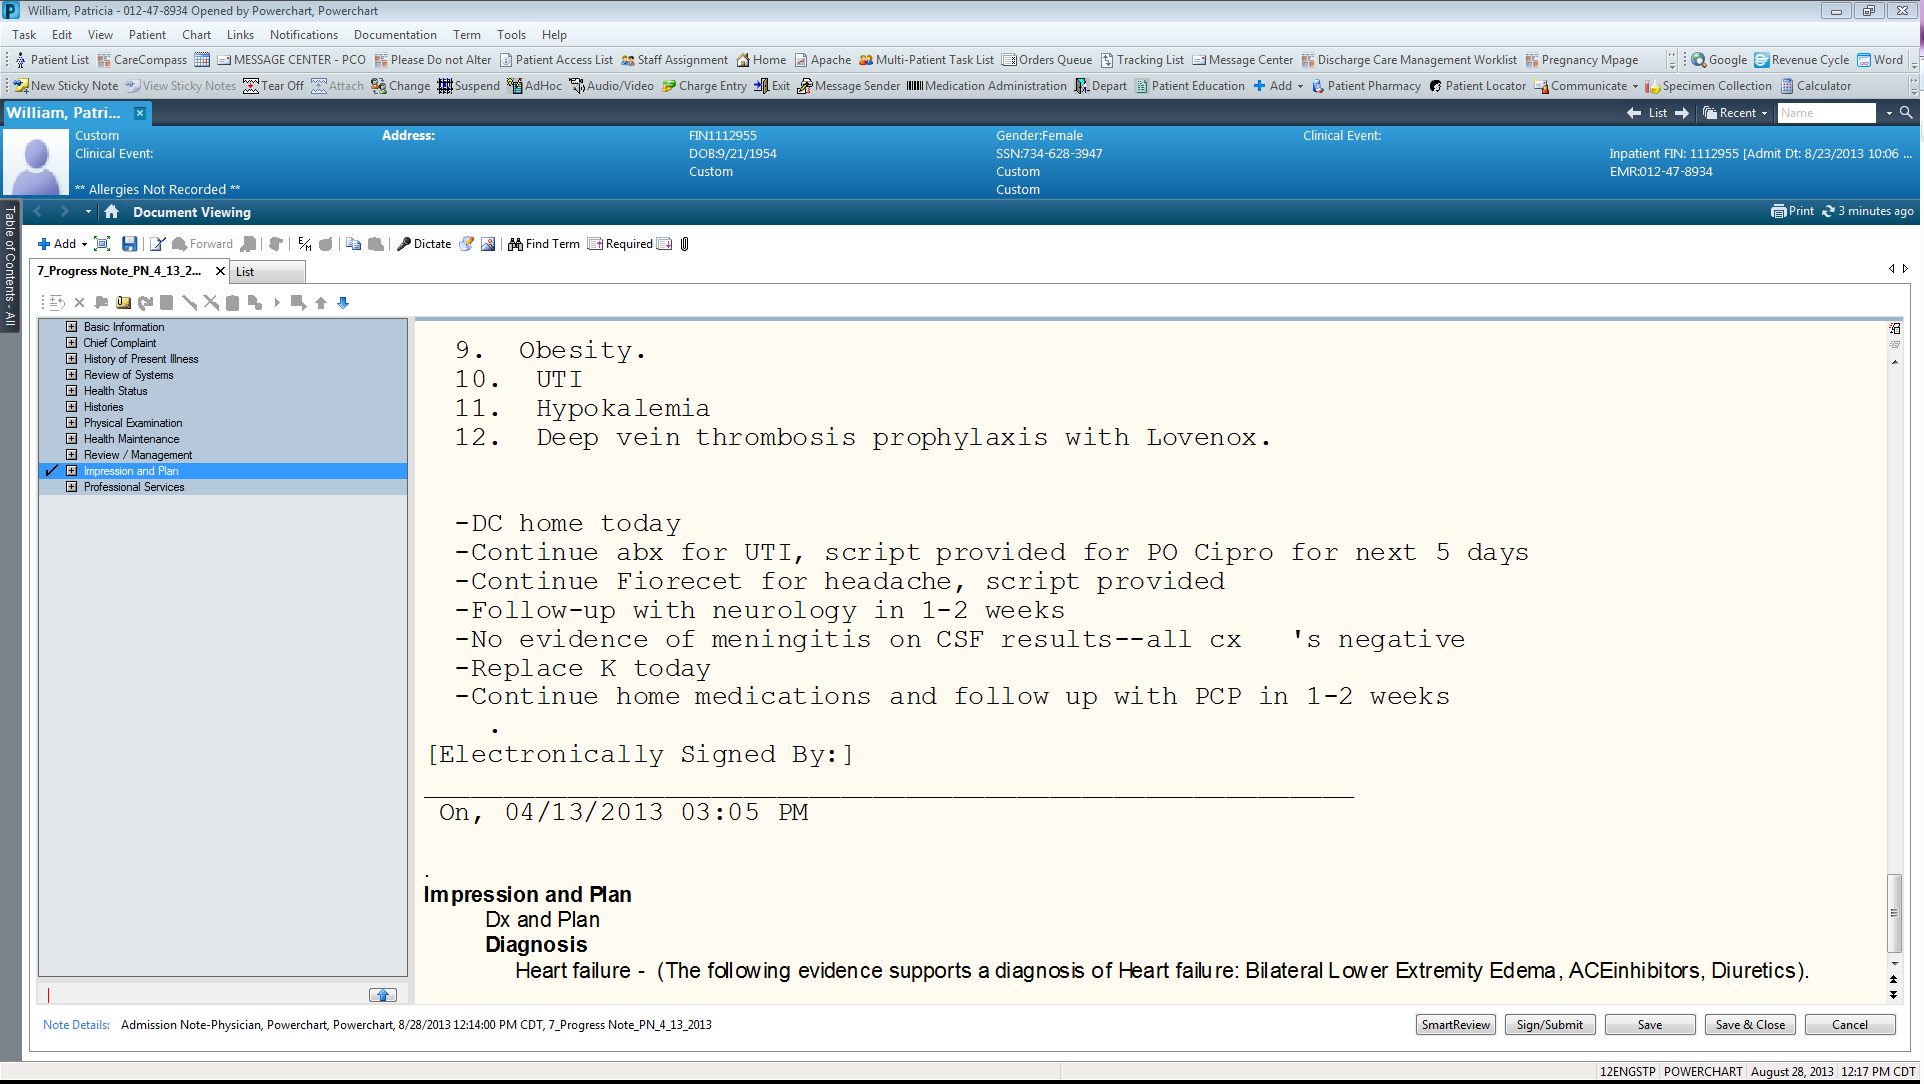 William, Patricia - 012-47-8934 Opened by Powerchart, Powerchart
Task Edit View Patient Chart Links Notifications Documentation Term Tools Help
Patient List CareCompass MESSAGE CENTER - PCO Please Do not Alter Patient Access List Staff Assignment Home Apache Multi-Patient Task List Orders Queue Tracking List Message Center Discharge Care Management Worklist Pregnancy Mpage Google Revenue Cycle Word
New Sticky Note View Sticky Notes Tear Off Attach Change Suspend AdHoc Audio/Video Charge Entry Exit Message Sender Medication Administration Depart Patient Education Add Patient Pharmacy Patient Locator Communicate Specimen Collection Calculator
William, Patri... List Recent Name
Custom Address: FIN1112955 Gender:Female Clinical Event:
Clinical Event: DOB:9/21/1954 SSN:734-628-3947 Inpatient FIN: 1112955 [Admit Dt: 8/23/2013 10:06 ...
Custom Custom EMR:012-47-8934
** Allergies Not Recorded ** Custom
Table of Contents - All
Document Viewing Print 3 minutes ago
Add Forward E/M Dictate Find Term Required
7_Progress Note_PN_4_13_2... List
Basic Information
Chief Complaint
History of Present Illness
Review of Systems
Health Status
Histories
Physical Examination
Health Maintenance
Review / Management
Impression and Plan
Professional Services
9. Obesity.
10. UTI
11. Hypokalemia
12. Deep vein thrombosis prophylaxis with Lovenox.
-DC home today
-Continue abx for UTI, script provided for PO Cipro for next 5 days
-Continue Fiorecet for headache, script provided
-Follow-up with neurology in 1-2 weeks
-No evidence of meningitis on CSF results--all cx 's negative
-Replace K today
-Continue home medications and follow up with PCP in 1-2 weeks
.
[Electronically Signed By:]
On, 04/13/2013 03:05 PM
.
Impression and Plan
Dx and Plan
Diagnosis
Heart failure - (The following evidence supports a diagnosis of Heart failure: Bilateral Lower Extremity Edema, ACEinhibitors, Diuretics).
Note Details: Admission Note-Physician, Powerchart, Powerchart, 8/28/2013 12:14:00 PM CDT, 7_Progress Note_PN_4_13_2013
SmartReview Sign/Submit Save Save & Close Cancel
12ENGSTP POWERCHART August 28, 2013 12:17 PM CDT